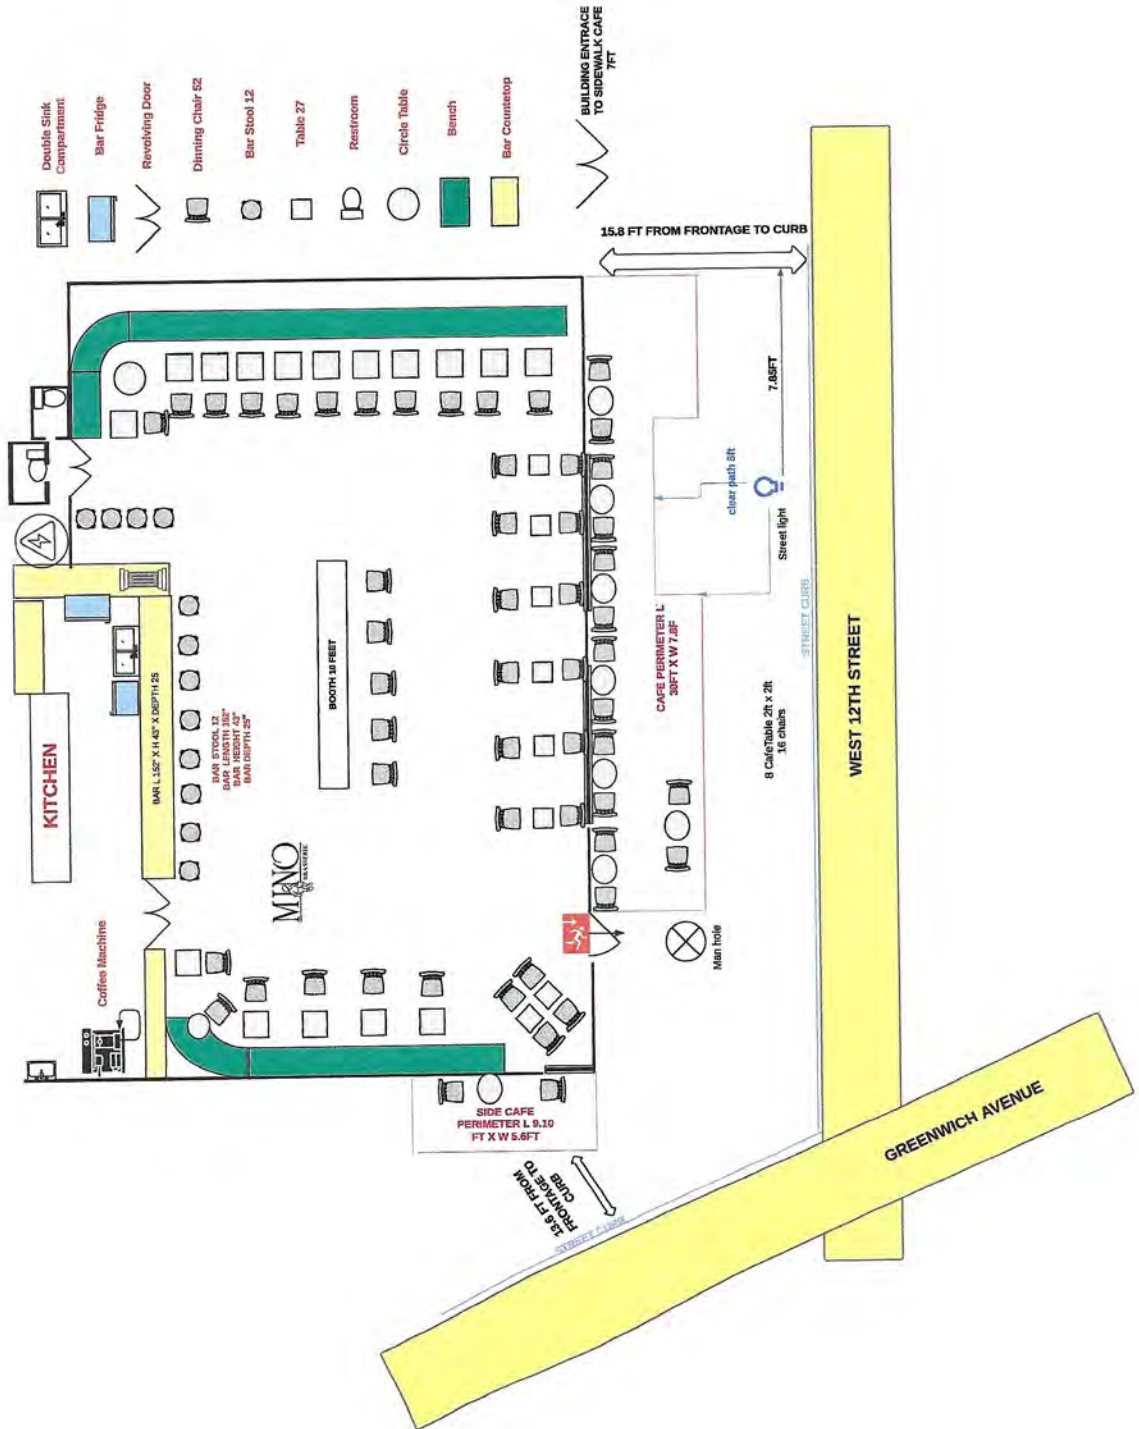 Double Sink
Compartment
Bar Fridge
Revolving Door
Dinning Chair 52
Bar Stool 12
Table 27
Restroom
Circle Table
Bench
Bar Countetop
BUILDING ENTRACE
TO SIDEWALK CAFE
7FT
15.8 FT FROM FRONTAGE TO CURB
7.85FT
clear path 8ft
Street light
STREET CURB
KITCHEN
BAR L 152" X H 43" X DEPTH 25
BAR STOOL 12
BAR LENGTH 152"
BAR HEIGHT 43"
BAR DEPTH 25"
BOOTH 10 FEET
MINO
BRASSERIE
CAFE PERIMETER L
30FT X W 7.8F
8 CafeTable 2ft x 2ft
16 chairs
WEST 12TH STREET
Coffee Machine
Man hole
SIDE CAFE
PERIMETER L 9.10
FT X W 5.6FT
13.6 FT FROM
FRONTAGE TO
CURB
STREET CURB
GREENWICH AVENUE